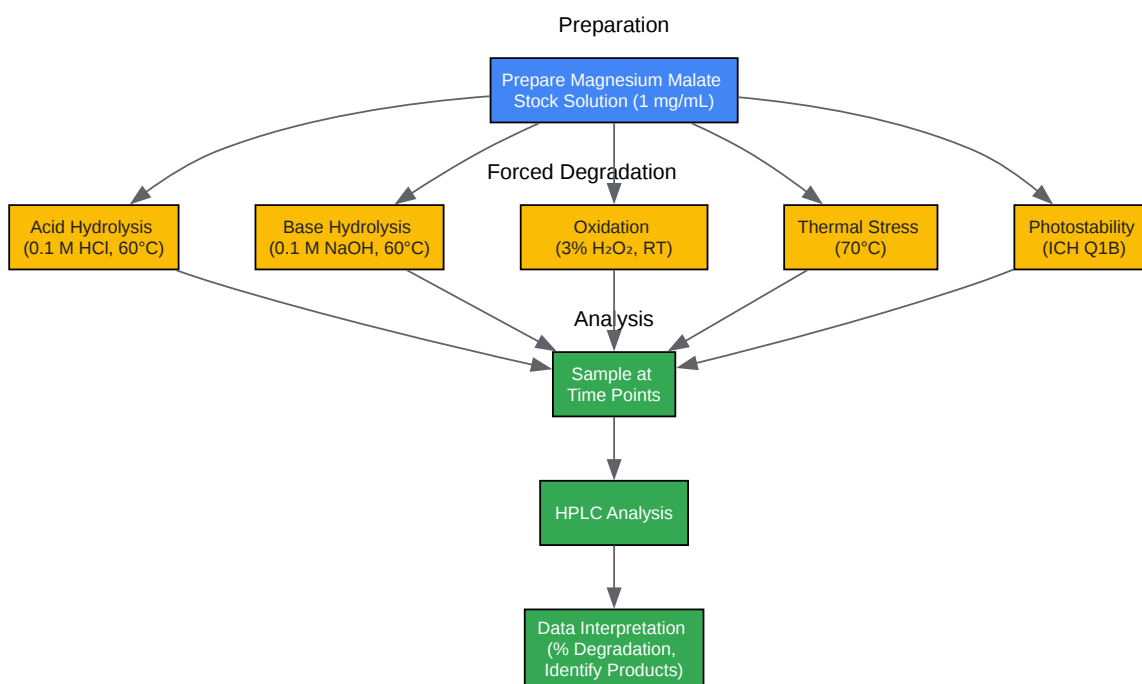 Preparation
Prepare Magnesium Malate
Stock Solution (1 mg/mL)
Forced Degradation
Acid Hydrolysis
(0.1 M HCl, 60°C)
Base Hydrolysis
(0.1 M NaOH, 60°C)
Oxidation
(3% H₂O₂, RT)
Thermal Stress
(70°C)
Photostability
(ICH Q1B)
Analysis
Sample at
Time Points
HPLC Analysis
Data Interpretation
(% Degradation,
Identify Products)